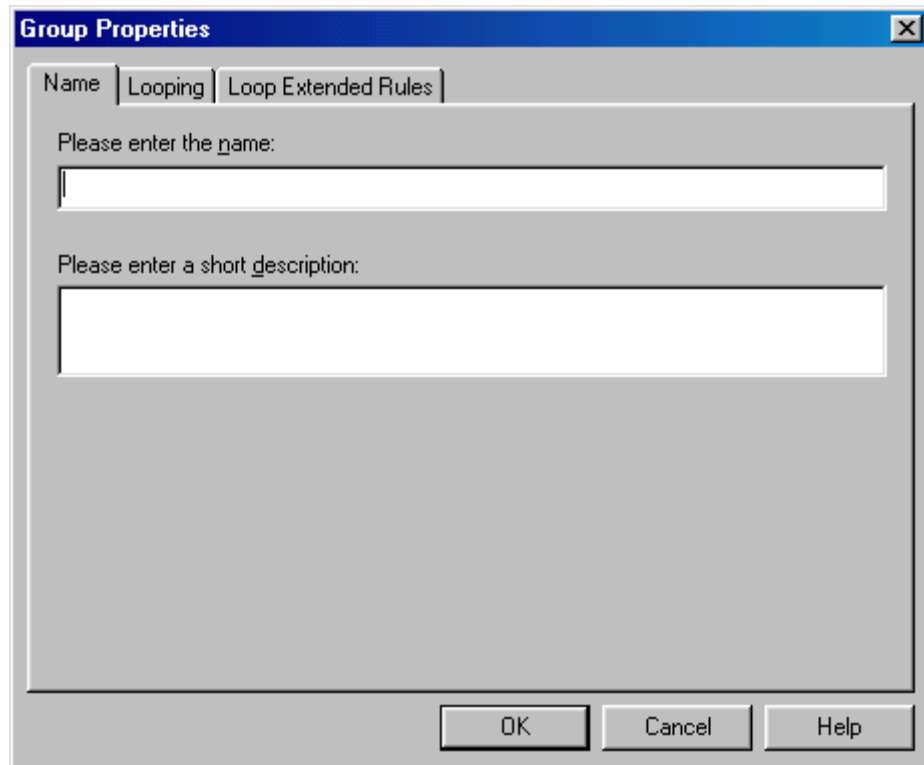 Group Properties
Name Looping Loop Extended Rules
Please enter the name:
Please enter a short description:
OK Cancel Help